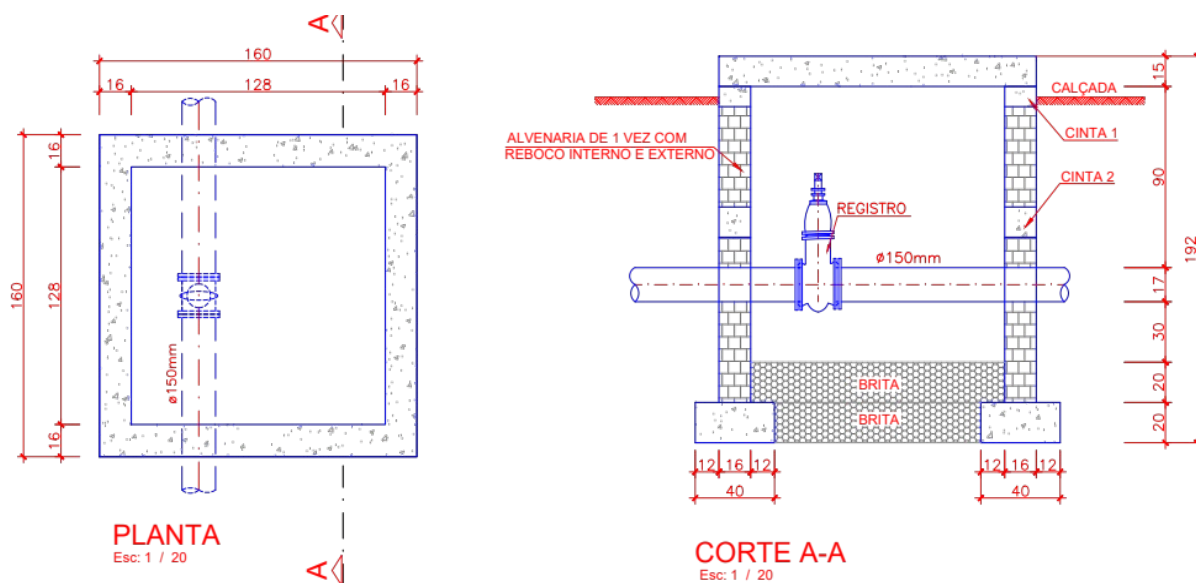 A
160
16 128 16
160
16
128
16
ø150mm
A
PLANTA
Esc: 1 / 20
15
CALÇADA
ALVENARIA DE 1 VEZ COM
REBOCO INTERNO E EXTERNO
CINTA 1
CINTA 2
90
REGISTRO
192
ø150mm
17
30
BRITA
20
BRITA
20
12 16 12
40
12 16 12
40
CORTE A-A
Esc: 1 / 20